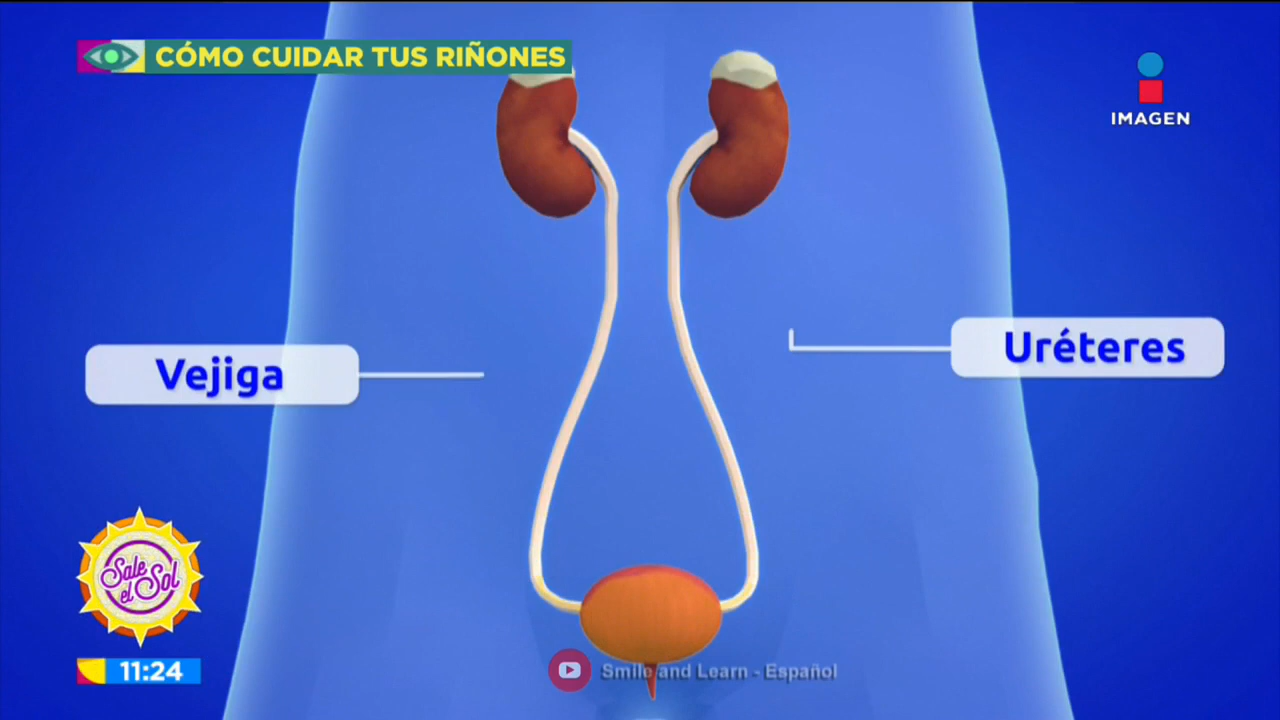 CÓMO CUIDAR TUS RIÑONES
IMAGEN
Uréteres
Vejiga
Sale
el Sol
11:24
Smile and Learn - Español